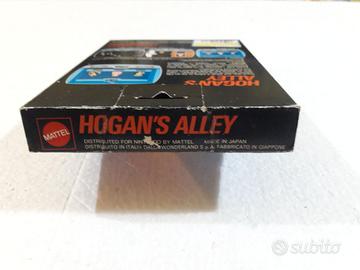 HOGAN'S
ALLEY
MATTEL
HOGAN'S ALLEY
DISTRIBUTED FOR NINTENDO BY MATTEL MADE IN JAPAN
DISTRIBUITO IN ITALIA DALLA WONDERLAND S.p.A. FABBRICATO IN GIAPPONE
subito